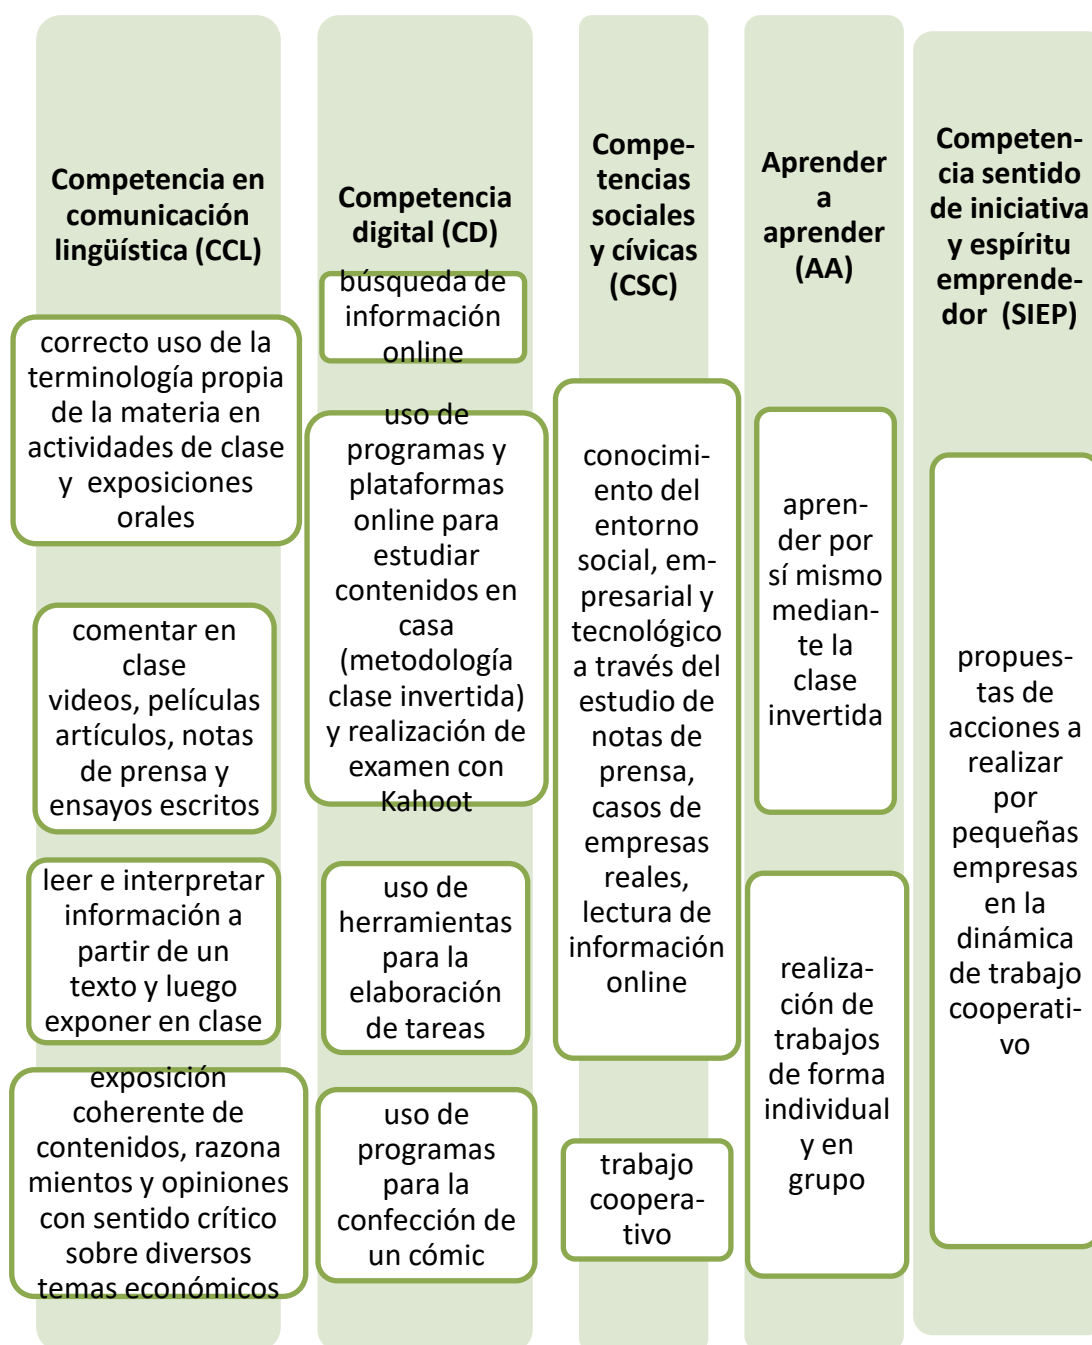 Competencia en
comunicación
lingüística (CCL)
correcto uso de la
terminología propia
de la materia en
actividades de clase
y exposiciones
orales
comentar en
clase
videos, películas
artículos, notas
de prensa y
ensayos escritos
leer e interpretar
información a
partir de un
texto y luego
exponer en clase
exposición
coherente de
contenidos, razona
mientos y opiniones
con sentido crítico
sobre diversos
temas económicos
Competencia
digital (CD)
búsqueda de
información
online
uso de
programas y
plataformas
online para
estudiar
contenidos en
casa
(metodología
clase invertida)
y realización de
examen con
Kahoot
uso de
herramientas
para la
elaboración
de tareas
uso de
programas
para la
confección de
un cómic
Compe-
tencias
sociales
y cívicas
(CSC)
conocimi-
ento del
entorno
social, em-
presarial y
tecnológico
a través del
estudio de
notas de
prensa,
casos de
empresas
reales,
lectura de
información
online
trabajo
coopera-
tivo
Aprender
a
aprender
(AA)
apren-
der por
sí mismo
median-
te la
clase
invertida
realiza-
ción de
trabajos
de forma
individual
y en
grupo
Competen-
cia sentido
de iniciativa
y espíritu
emprende-
dor (SIEP)
propues-
tas de
acciones a
realizar
por
pequeñas
empresas
en la
dinámica
de trabajo
cooperati-
vo